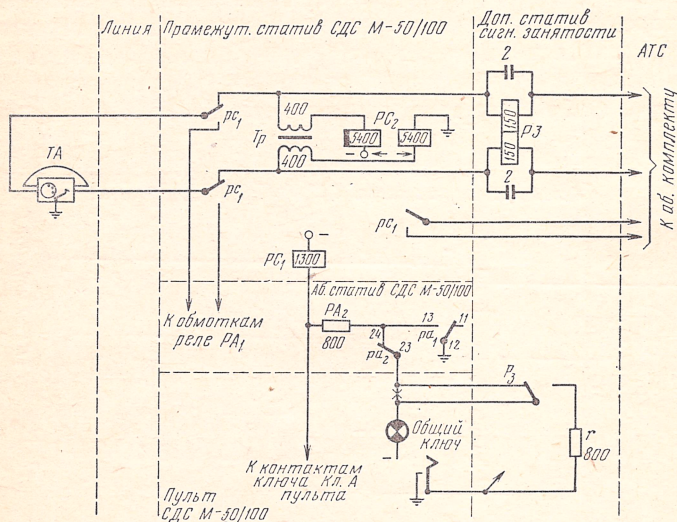 Линия
Промежут. статив СДС М-50/100
Доп. статив
сигн. занятости
АТС
2
рс₁
400
Тр
400
РС₂
5400
5400
–
150
150
РЗ
2
ТА
рс₁
рс₁
К аб. комплекту
–
РС₁
1300
Аб. статив СДС М-50/100
К обмоткам
реле РА₁
РА₂
800
24
ра₂
23
13
ра₁
11
12
Р₃
Общий
ключ
–
r
800
К контактам
ключа Кл. А
пульта
Пульт
СДС М-50/100